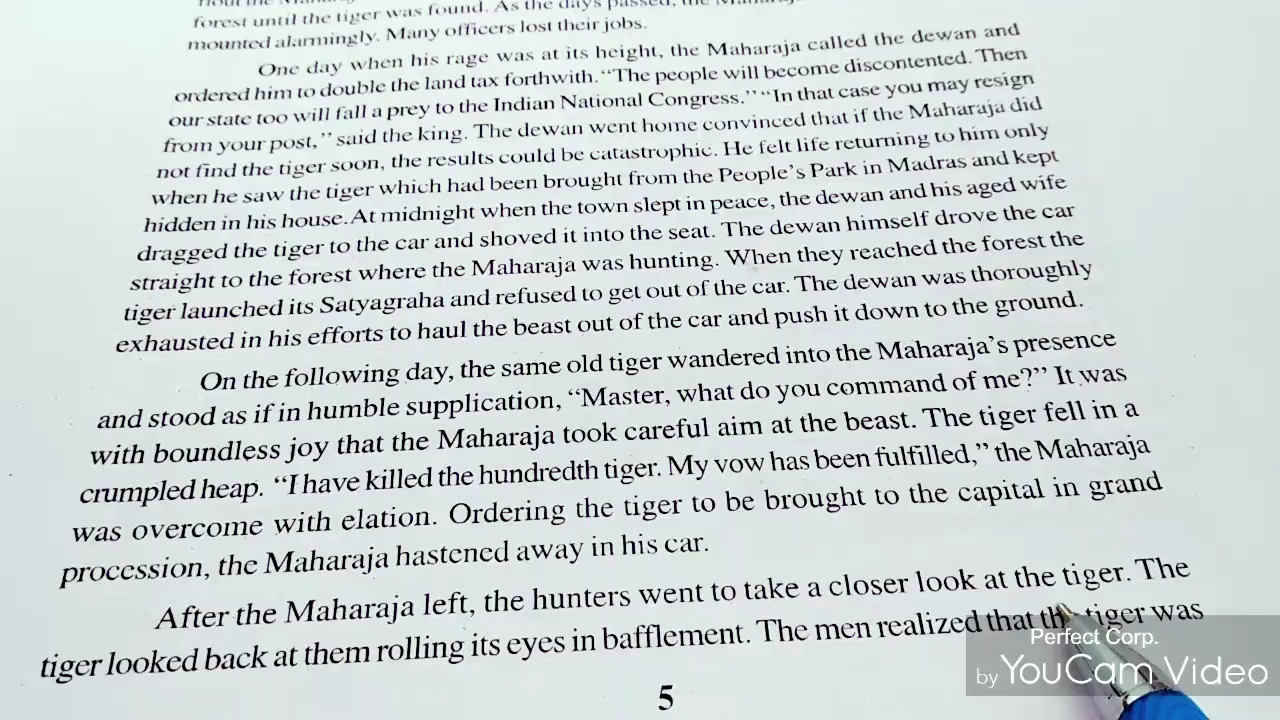 forest until the tiger was found. As the days passed, the
mounted alarmingly. Many officers lost their jobs.
One day when his rage was at its height, the Maharaja called the dewan and
ordered him to double the land tax forthwith.“The people will become discontented. Then
our state too will fall a prey to the Indian National Congress.” “In that case you may resign
from your post,” said the king. The dewan went home convinced that if the Maharaja did
not find the tiger soon, the results could be catastrophic. He felt life returning to him only
when he saw the tiger which had been brought from the People’s Park in Madras and kept
hidden in his house.At midnight when the town slept in peace, the dewan and his aged wife
dragged the tiger to the car and shoved it into the seat. The dewan himself drove the car
straight to the forest where the Maharaja was hunting. When they reached the forest the
tiger launched its Satyagraha and refused to get out of the car. The dewan was thoroughly
exhausted in his efforts to haul the beast out of the car and push it down to the ground.
On the following day, the same old tiger wandered into the Maharaja’s presence
and stood as if in humble supplication, “Master, what do you command of me?” It was
with boundless joy that the Maharaja took careful aim at the beast. The tiger fell in a
crumpled heap. “I have killed the hundredth tiger. My vow has been fulfilled,” the Maharaja
was overcome with elation. Ordering the tiger to be brought to the capital in grand
procession, the Maharaja hastened away in his car.
After the Maharaja left, the hunters went to take a closer look at the tiger. The
tiger looked back at them rolling its eyes in bafflement. The men realized that the tiger was
5
Perfect Corp.
by YouCam Video